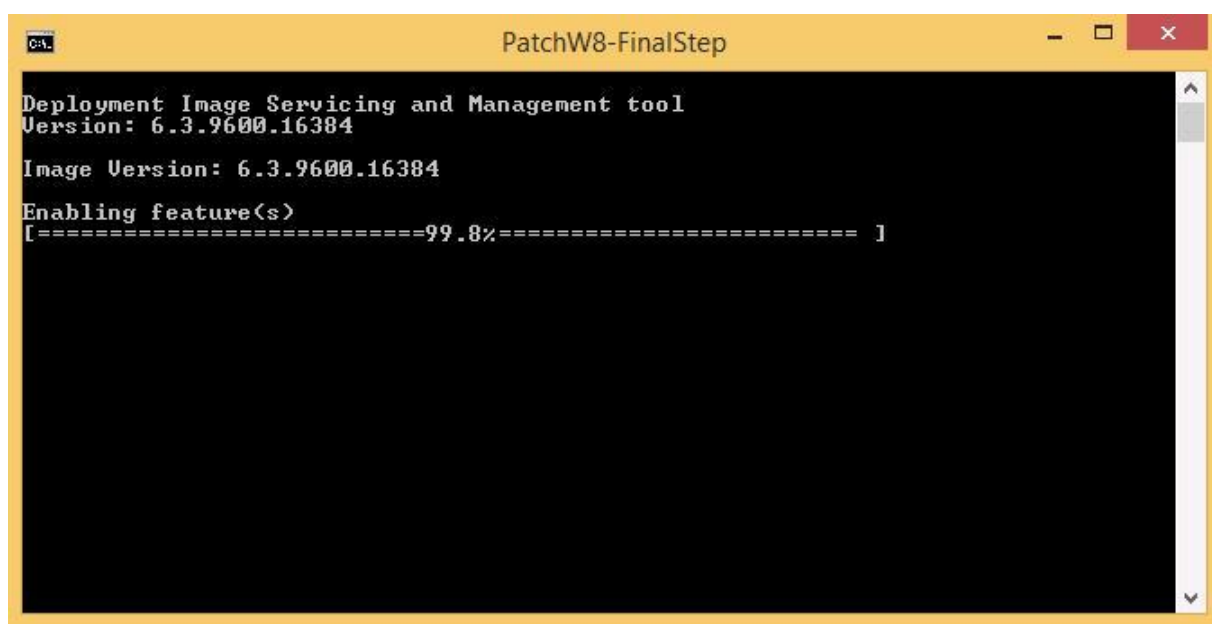 C:\.
PatchW8-FinalStep
Deployment Image Servicing and Management tool
Version: 6.3.9600.16384
Image Version: 6.3.9600.16384
Enabling feature(s)
[===========================99.8%========================= ]